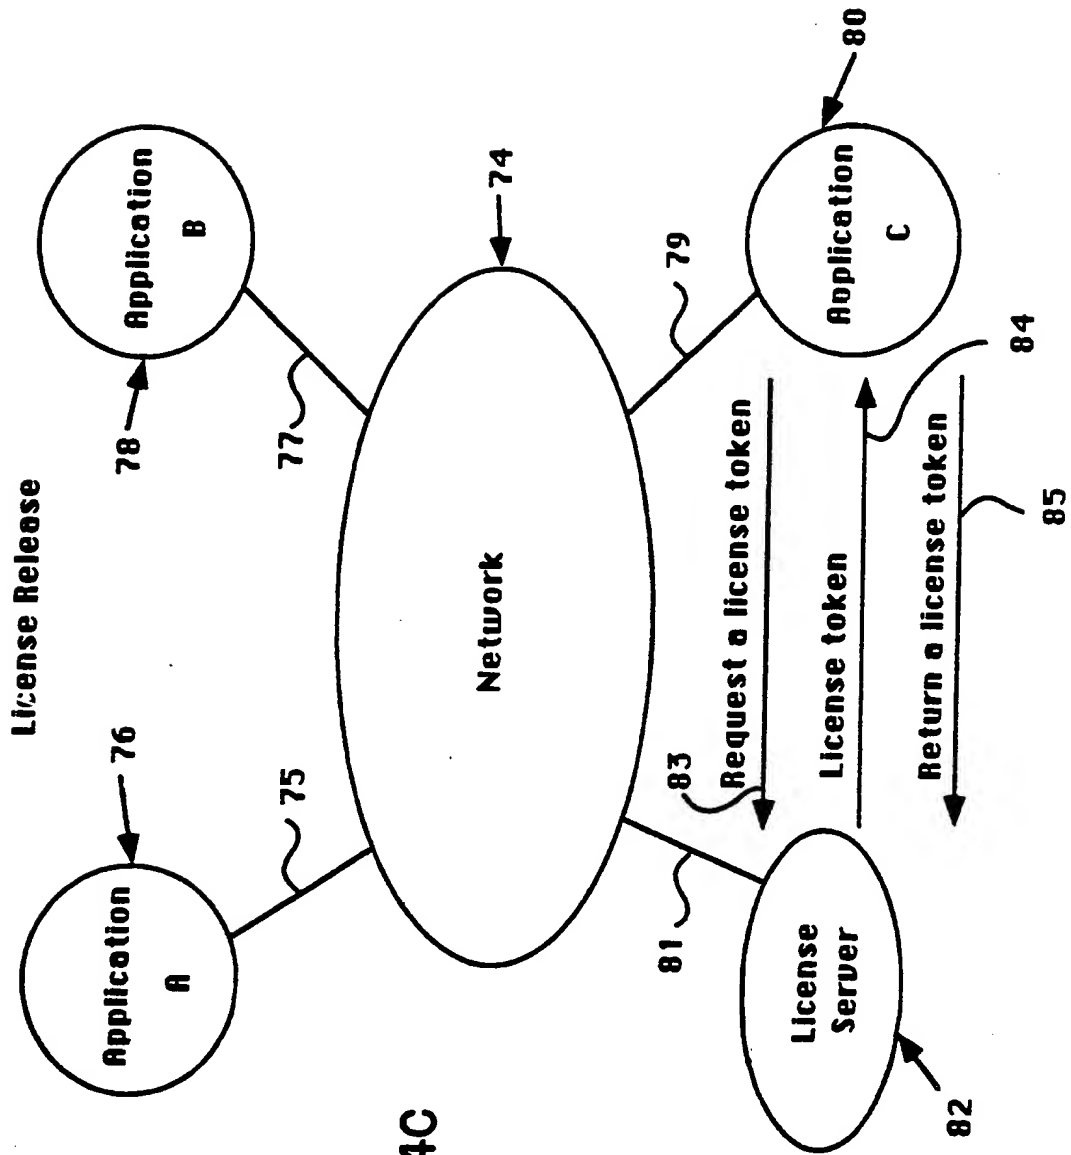 License Release
Application
A
76
75
Application
B
78
77
Network
74
81
79
License
Server
82
Application
C
80
83
Request a license token
License token
84
Return a license token
85
4C